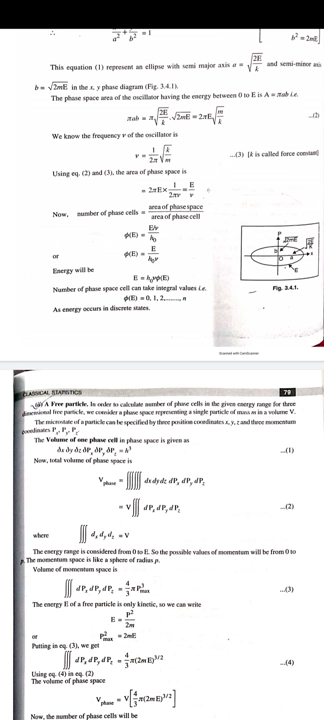 ∴ x²/a² + y²/b² = 1
b² = 2mE
This equation (1) represent an ellipse with semi major axis a = √(2E/k) and semi-minor axis
b = √2mE in the x, y phase diagram (Fig. 3.4.1).
The phase space area of the oscillator having the energy between 0 to E is A = πab i.e.
πab = π√(2E/k) . √2mE = 2πE√(m/k) ...(2)
We know the frequency ν of the oscillator is
ν = 1/2π √(k/m) ...(3) [k is called force constant]
Using eq. (2) and (3), the area of phase space is
= 2πE × 1/2πν = E/ν
Now, number of phase cells = area of phase space / area of phase cell
ϕ(E) = E/ν / h₀
or ϕ(E) = E / h₀ν
Energy will be
E = h₀νϕ(E)
Number of phase space cell can take integral values i.e.
ϕ(E) = 0, 1, 2,........, n
As energy occurs in discrete states.
P
√2mE
b
O a
x
E
Fig. 3.4.1.
Scanned with CamScanner
CLASSICAL STATISTICS 79
(ii) A Free particle. In order to calculate number of phase cells in the given energy range for three
dimensional free particle, we consider a phase space representing a single particle of mass m in a volume V.
The microstate of a particle can be specified by three position coordinates x, y, z and three momentum
coordinates Pₓ, Pᵧ, P_z.
The Volume of one phase cell in phase space is given as
δx δy δz δPₓ δPᵧ δP_z = h³ ...(1)
Now, total volume of phase space is
V_phase = ∫∫∫∫∫∫ dx dy dz dPₓ dPᵧ dP_z
= V ∫∫∫ dPₓ dPᵧ dP_z ...(2)
where ∫∫∫ dₓ dᵧ d_z = V
The energy range is considered from 0 to E. So the possible values of momentum will be from 0 to
p. The momentum space is like a sphere of radius p.
Volume of momentum space is
∫∫∫ dPₓ dPᵧ dP_z = 4/3 πP³_max ...(3)
The energy E of a free particle is only kinetic, so we can write
E = P²/2m
or P²_max = 2mE
Putting in eq. (3), we get
∫∫∫ dPₓ dPᵧ dP_z = 4/3 π(2mE)^3/2 ...(4)
Using eq. (4) in eq. (2)
The volume of phase space
V_phase = V[4/3 π(2mE)^3/2]
Now, the number of phase cells will be